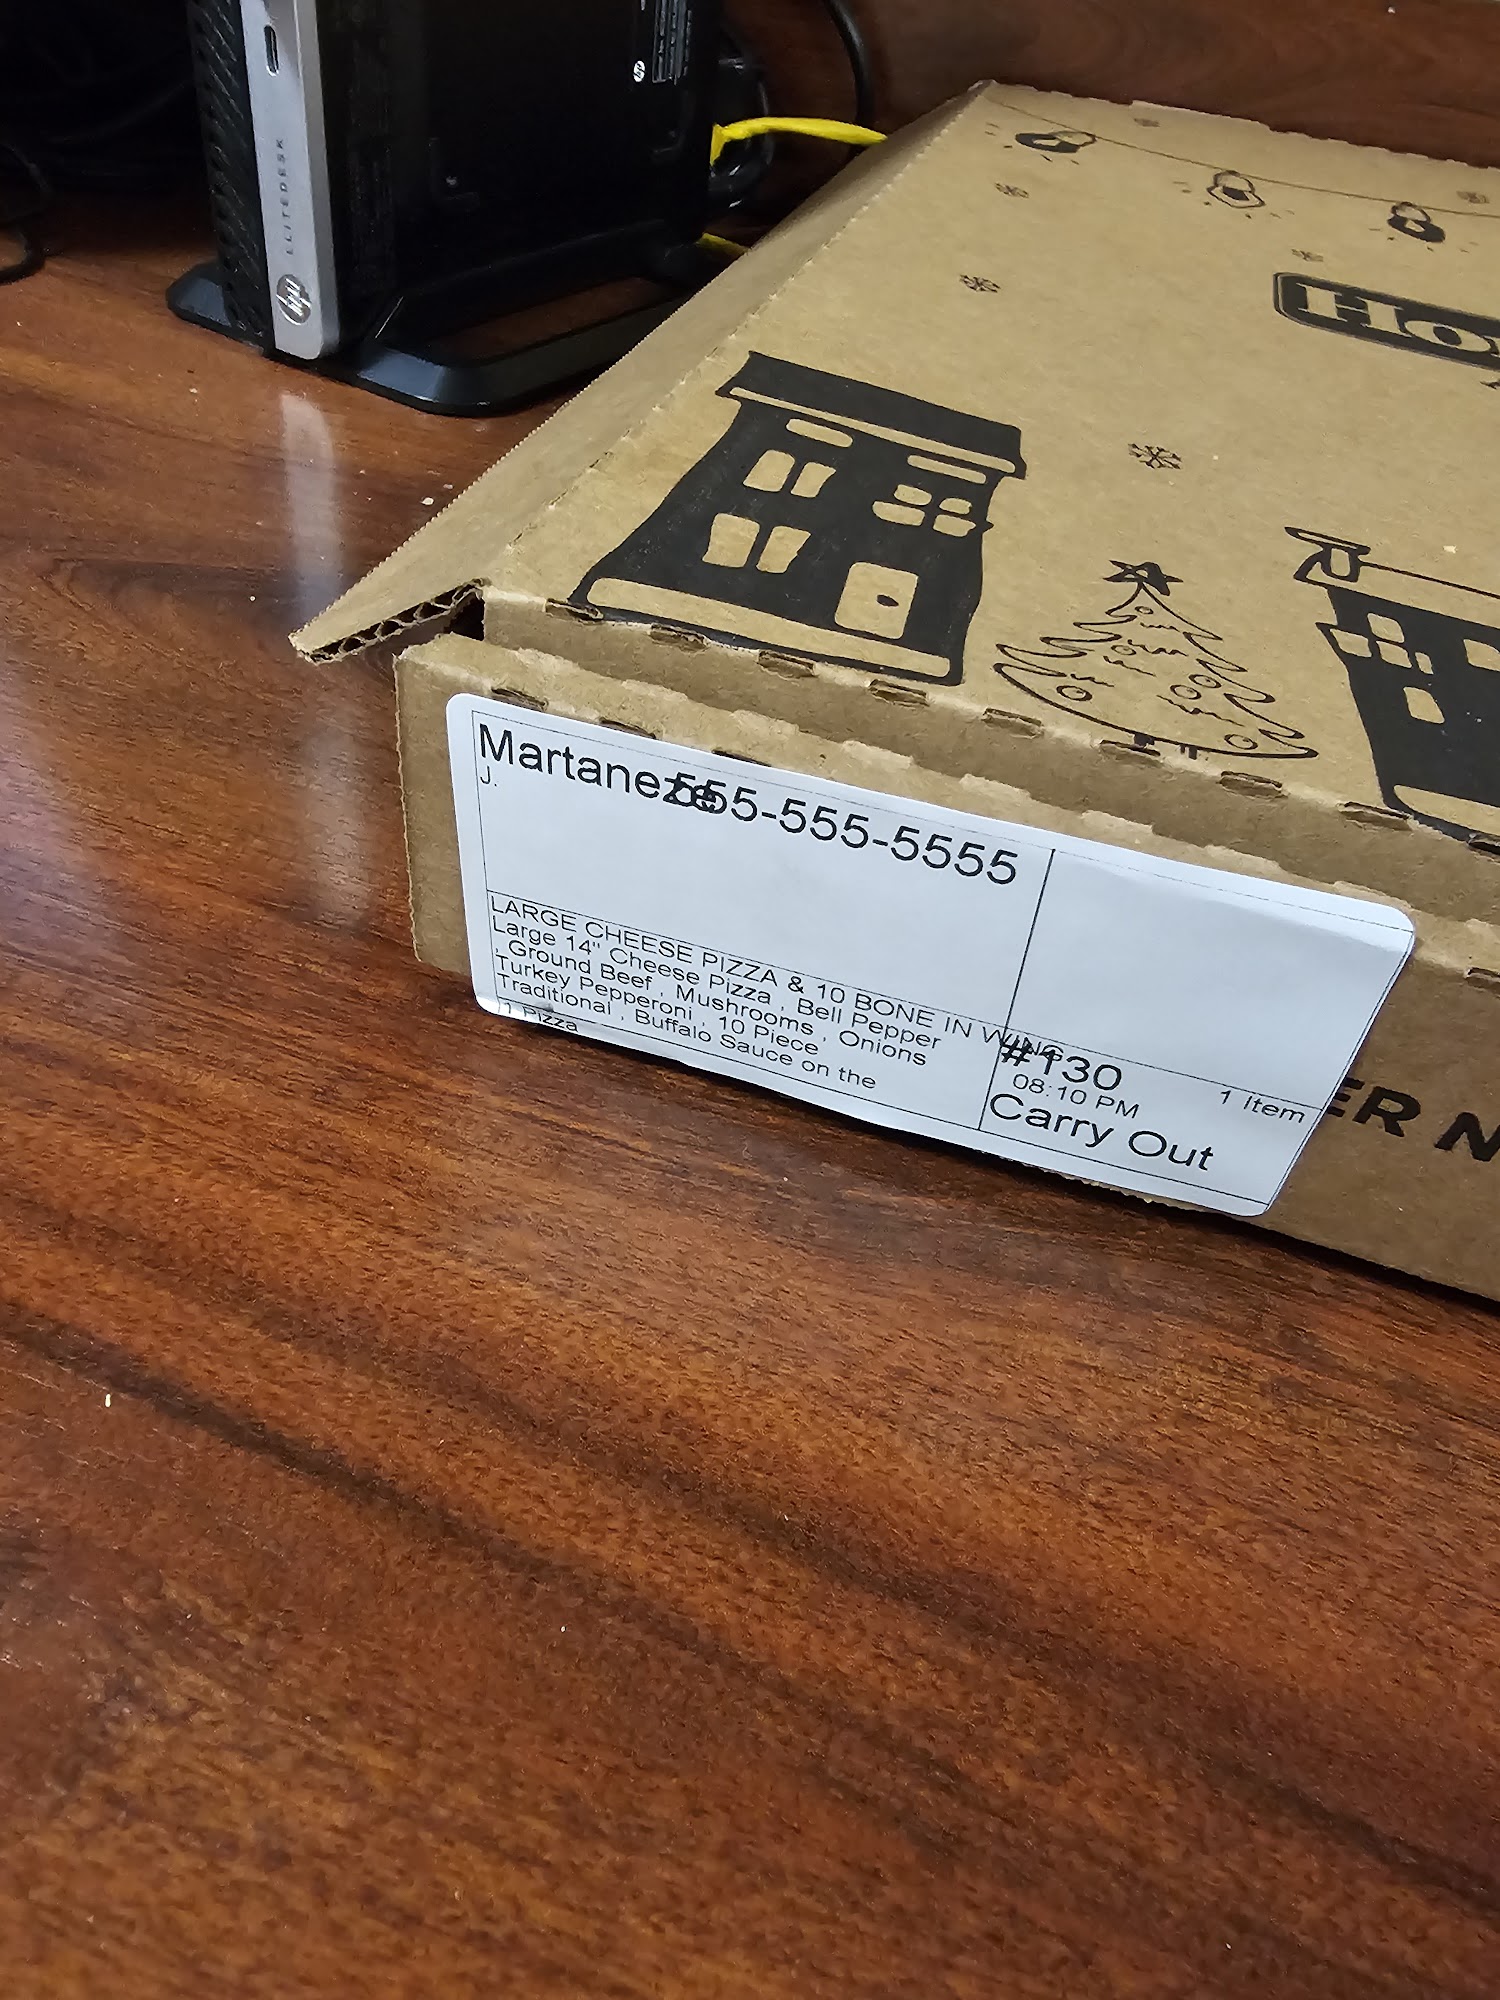 ELITEDESK
hp
Martaneze
555-555-5555
J.
LARGE CHEESE PIZZA & 10 BONE IN WING
Large 14" Cheese Pizza , Bell Pepper
, Ground Beef , Mushrooms , Onions
Turkey Pepperoni , 10 Piece
Traditional , Buffalo Sauce on the
1 Pizza
#130
08:10 PM
1 Item
Carry Out